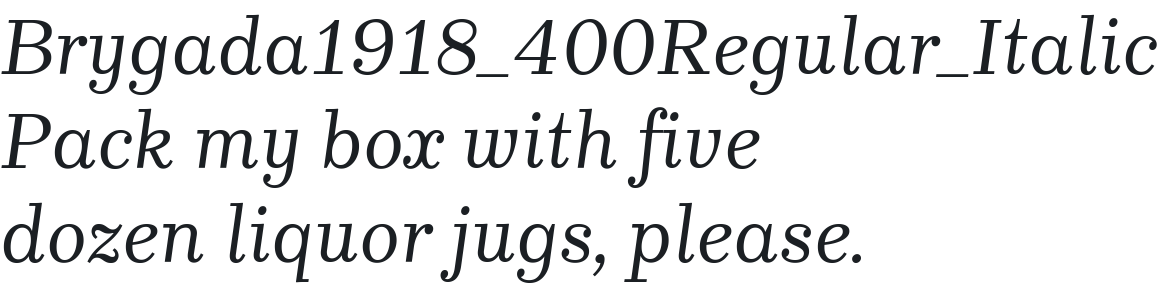 Brygada1918_400Regular_Italic
Pack my box with five
dozen liquor jugs, please.